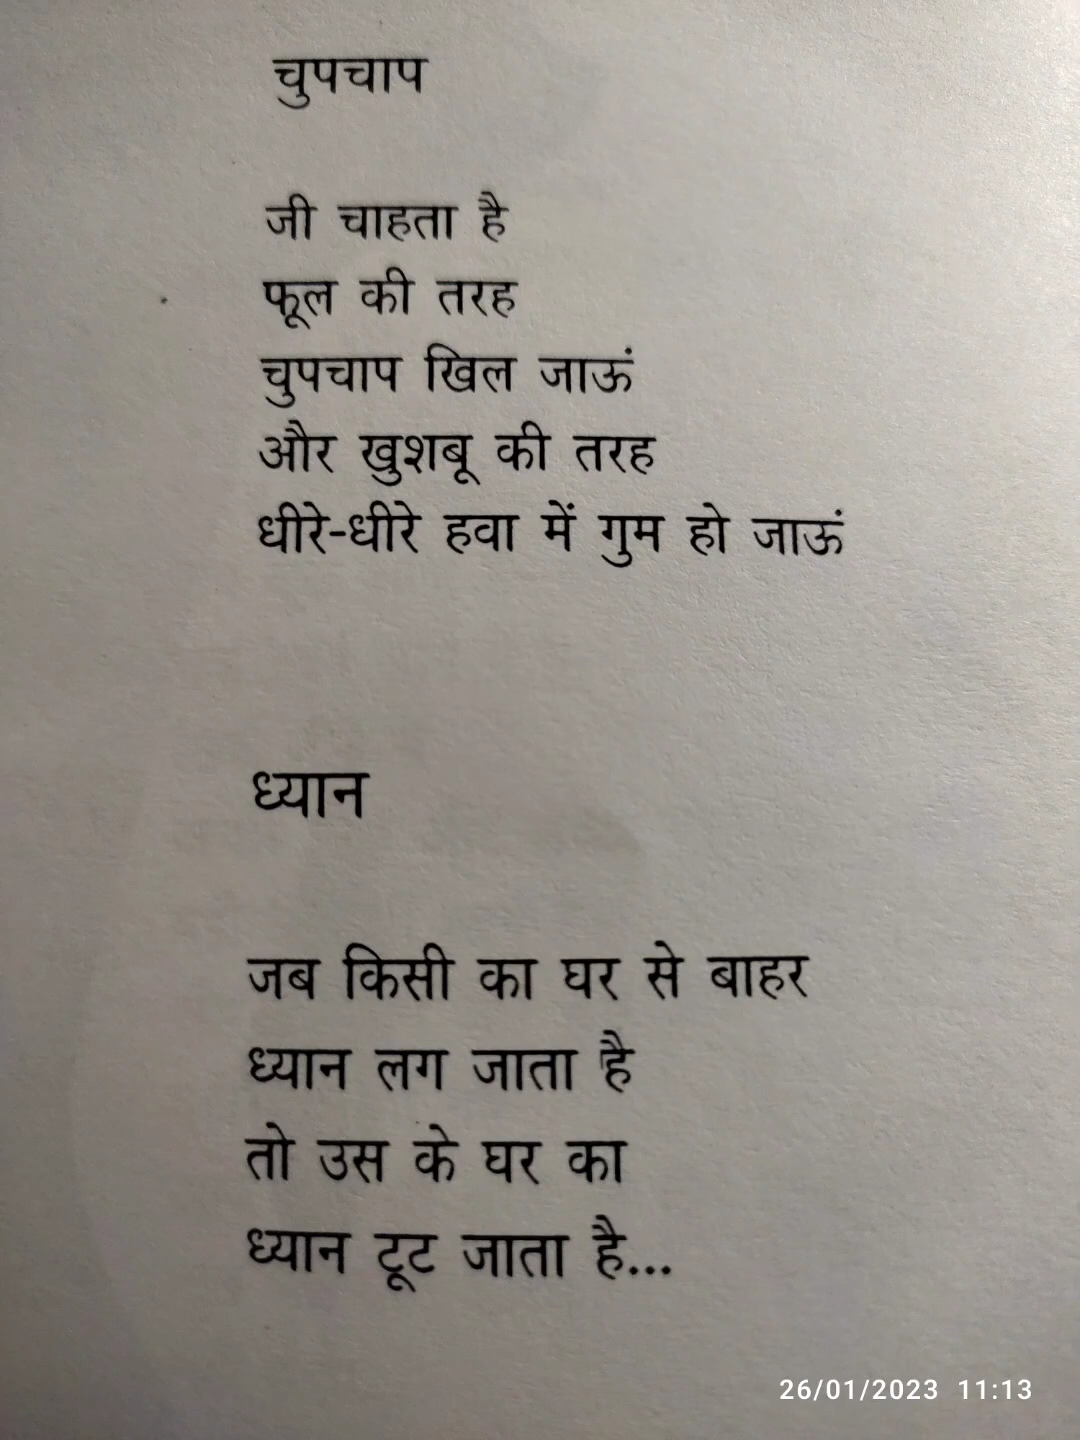 चुपचाप
जी चाहता है
फूल की तरह
चुपचाप खिल जाऊं
और खुशबू की तरह
धीरे-धीरे हवा में गुम हो जाऊं
ध्यान
जब किसी का घर से बाहर
ध्यान लग जाता है
तो उस के घर का
ध्यान टूट जाता है...
26/01/2023 11:13